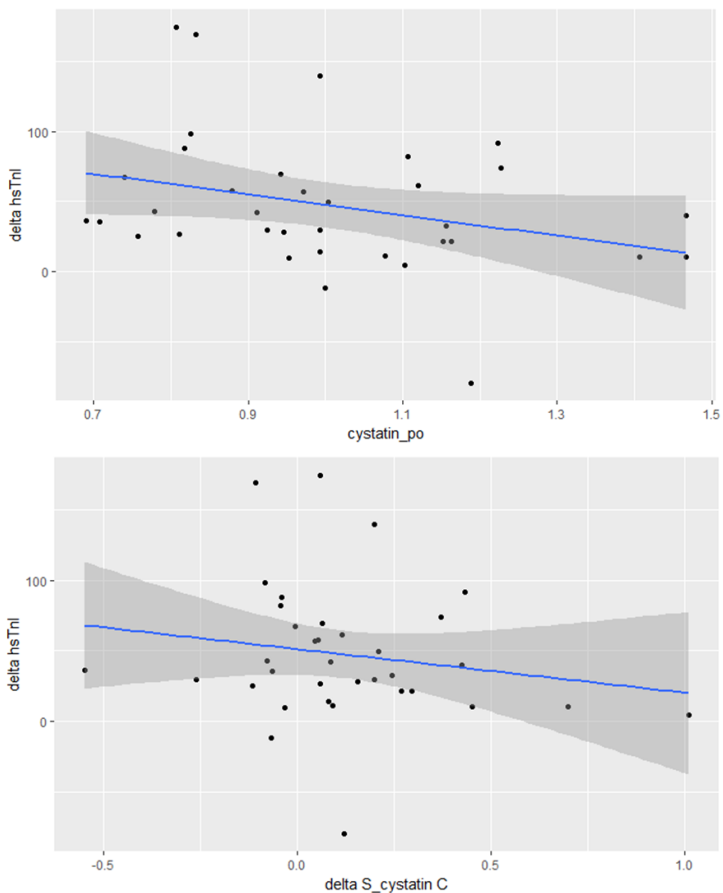 delta hsTnI
100
0
0.7 0.9 1.1 1.3 1.5
cystatin_po
delta hsTnI
100
0
-0.5 0.0 0.5 1.0
delta S_cystatin C